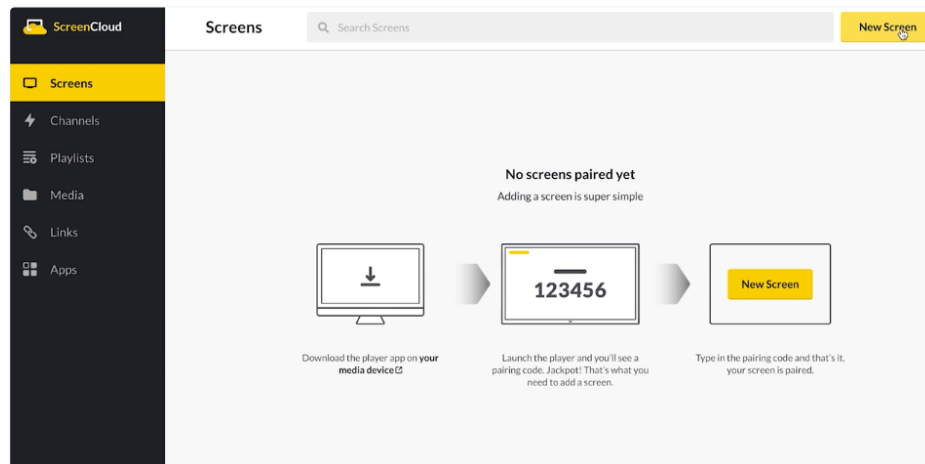 ScreenCloud
Screens
Search Screens
New Screen
Screens
Channels
Playlists
Media
Links
Apps
No screens paired yet
Adding a screen is super simple
123456
New Screen
Download the player app on your
media device
Launch the player and you'll see a
pairing code. Jackpot! That's what you
need to add a screen.
Type in the pairing code and that's it,
your screen is paired.